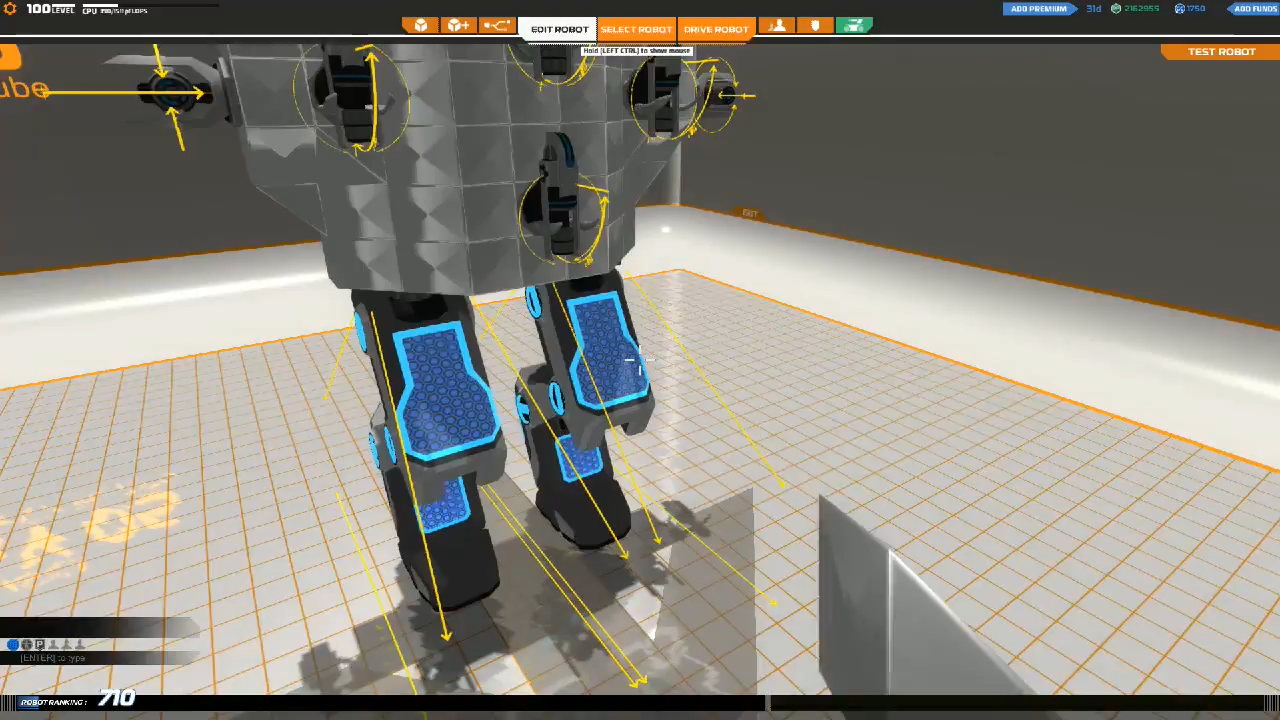 100 LEVEL
CPU
pFLOPS
ADD PREMIUM
31d
2162955
1750
ADD FUNDS
EDIT ROBOT
SELECT ROBOT
DRIVE ROBOT
Hold [LEFT CTRL] to show mouse
TEST ROBOT
ube
EXIT
[ENTER] to type
ROBOT RANKING : 710